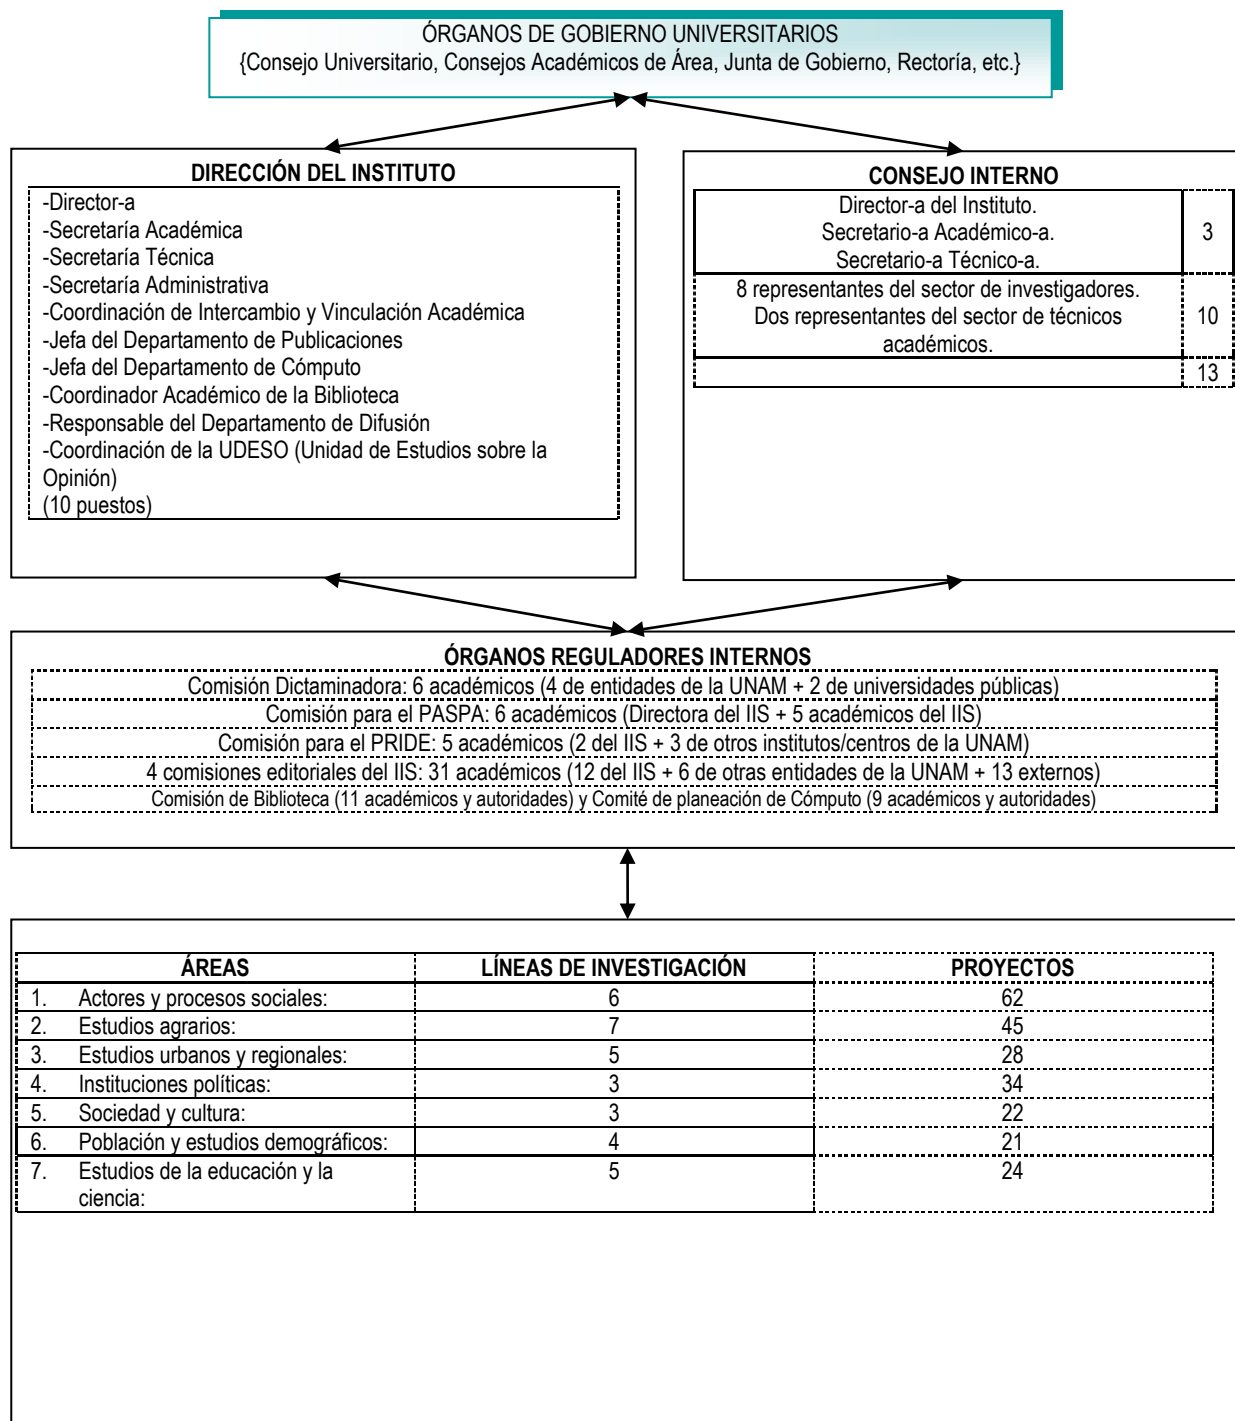 ÓRGANOS DE GOBIERNO UNIVERSITARIOS
{Consejo Universitario, Consejos Académicos de Área, Junta de Gobierno, Rectoría, etc.}
DIRECCIÓN DEL INSTITUTO
-Director-a
-Secretaría Académica
-Secretaría Técnica
-Secretaría Administrativa
-Coordinación de Intercambio y Vinculación Académica
-Jefa del Departamento de Publicaciones
-Jefa del Departamento de Cómputo
-Coordinador Académico de la Biblioteca
-Responsable del Departamento de Difusión
-Coordinación de la UDESO (Unidad de Estudios sobre la
Opinión)
(10 puestos)
CONSEJO INTERNO
Director-a del Instituto.
Secretario-a Académico-a. 3
Secretario-a Técnico-a.
8 representantes del sector de investigadores.
Dos representantes del sector de técnicos 10
académicos.
13
ÓRGANOS REGULADORES INTERNOS
Comisión Dictaminadora: 6 académicos (4 de entidades de la UNAM + 2 de universidades públicas)
Comisión para el PASPA: 6 académicos (Directora del IIS + 5 académicos del IIS)
Comisión para el PRIDE: 5 académicos (2 del IIS + 3 de otros institutos/centros de la UNAM)
4 comisiones editoriales del IIS: 31 académicos (12 del IIS + 6 de otras entidades de la UNAM + 13 externos)
Comisión de Biblioteca (11 académicos y autoridades) y Comité de planeación de Cómputo (9 académicos y autoridades)
ÁREAS LÍNEAS DE INVESTIGACIÓN PROYECTOS
1. Actores y procesos sociales: 6 62
2. Estudios agrarios: 7 45
3. Estudios urbanos y regionales: 5 28
4. Instituciones políticas: 3 34
5. Sociedad y cultura: 3 22
6. Población y estudios demográficos: 4 21
7. Estudios de la educación y la 5 24
ciencia: